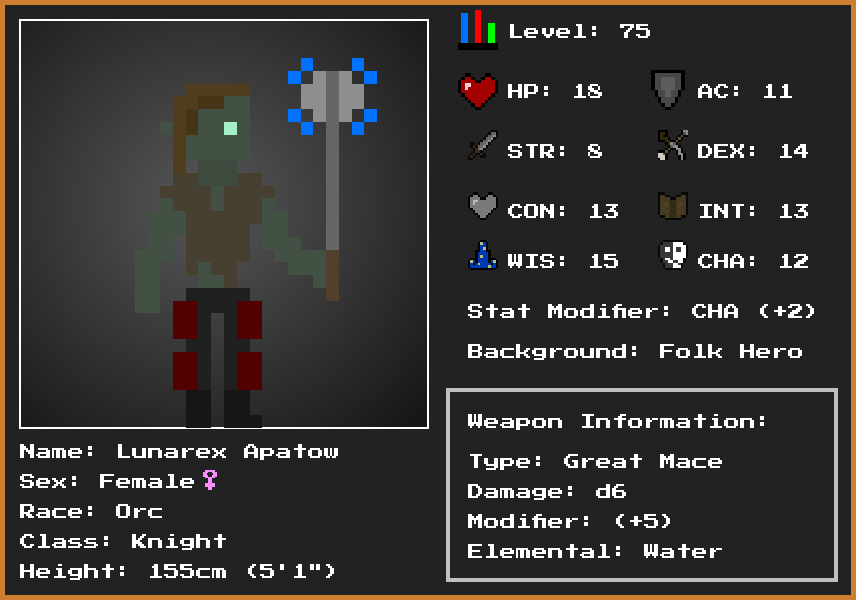 Level: 75
HP: 18
AC: 11
STR: 8
DEX: 14
CON: 13
INT: 13
WIS: 15
CHA: 12
Stat Modifier: CHA (+2)
Background: Folk Hero
Weapon Information:
Type: Great Mace
Damage: d6
Modifier: (+5)
Elemental: Water
Name: Lunarex Apatow
Sex: Female♀
Race: Orc
Class: Knight
Height: 155cm (5'1")